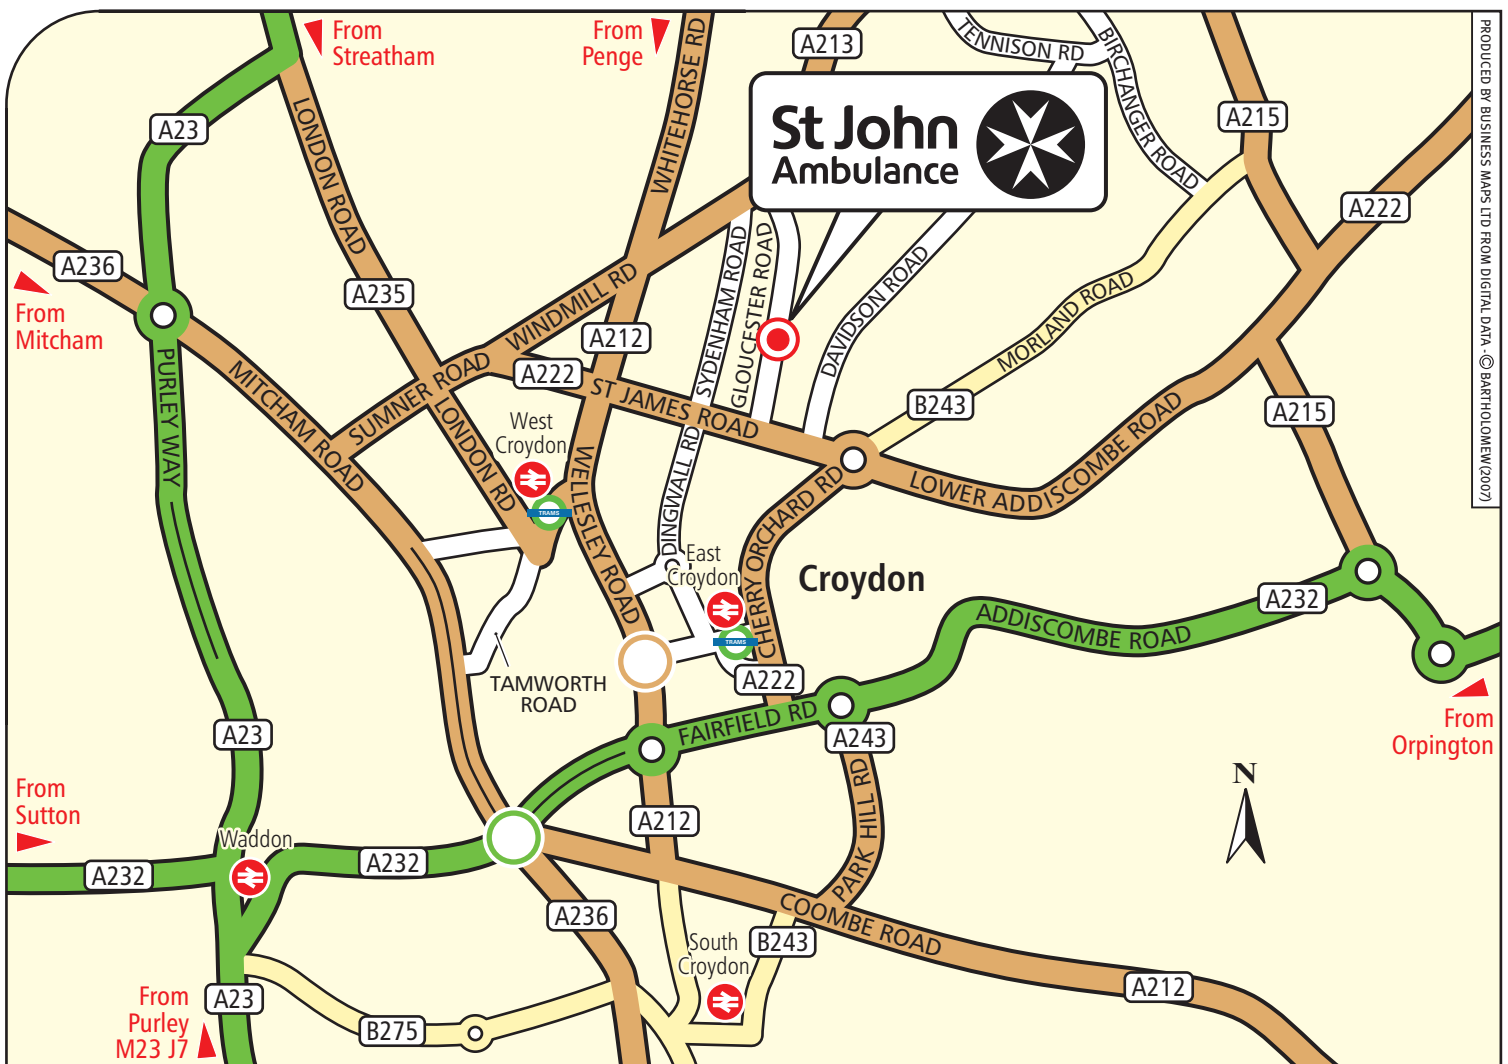 From
Streatham
From
Penge
A213
TENNISON RD
BIRCHANGER ROAD
WHITEHORSE RD
A23
LONDON ROAD
St John
Ambulance
A215
A222
PRODUCED BY BUSINESS MAPS LTD FROM DIGITAL DATA - © BARTHOLOMEW(2007)
A236
From
Mitcham
A235
WINDMILL RD
A212
SYDENHAM ROAD
GLOUCESTER ROAD
DAVIDSON ROAD
MORLAND ROAD
PURLEY WAY
MITCHAM ROAD
SUMNER ROAD
A222
ST JAMES ROAD
B243
A215
LONDON RD
West
Croydon
TRAMS
WELLESLEY ROAD
DINGWALL RD
CHERRY ORCHARD RD
LOWER ADDISCOMBE ROAD
East
Croydon
TRAMS
Croydon
A232
ADDISCOMBE ROAD
TAMWORTH
ROAD
A222
FAIRFIELD RD
A243
From
Orpington
A23
From
Sutton
Waddon
A232
A232
A212
PARK HILL RD
N
A236
COOMBE ROAD
South
Croydon
B243
A212
From
Purley
M23 J7
A23
B275